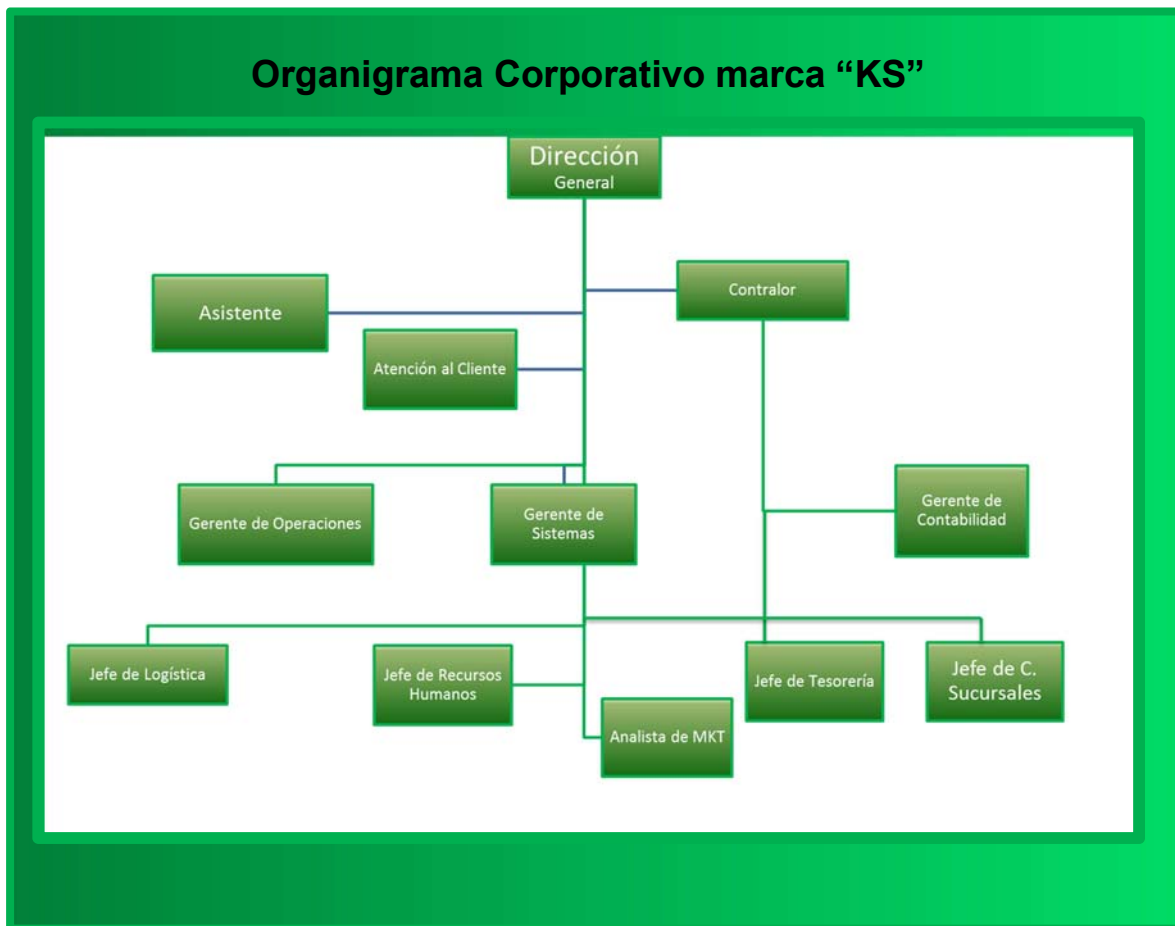 Organigrama Corporativo marca “KS”
Dirección
General
Contralor
Asistente
Atención al Cliente
Gerente de Operaciones
Gerente de
Sistemas
Gerente de
Contabilidad
Jefe de Logística
Jefe de Recursos
Humanos
Jefe de Tesorería
Jefe de C.
Sucursales
Analista de MKT